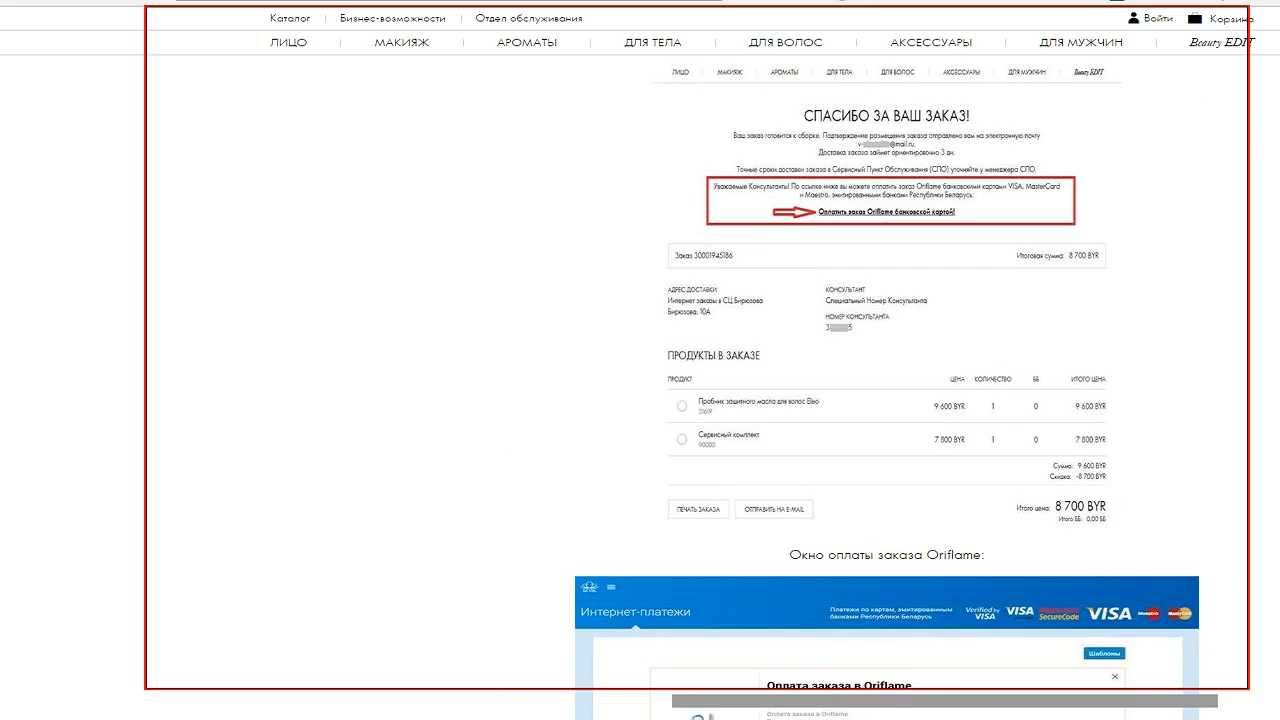 Каталог Бизнес-возможности Отдел обслуживания Войти Корзина
ЛИЦО МАКИЯЖ АРОМАТЫ ДЛЯ ТЕЛА ДЛЯ ВОЛОС АКСЕССУАРЫ ДЛЯ МУЖЧИН Beauty EDIT
ЛИЦО МАКИЯЖ АРОМАТЫ ДЛЯ ТЕЛА ДЛЯ ВОЛОС АКСЕССУАРЫ ДЛЯ МУЖЧИН Beauty EDIT
СПАСИБО ЗА ВАШ ЗАКАЗ!
Ваш заказ готовится к сборке. Подтверждение размещения заказа отправлено вам на электронную почту
v- @mail.ru.
Доставка заказа займет ориентировочно 3 дн.
Точные сроки доставки заказа в Сервисный Пункт Обслуживания (СПО) уточняйте у менеджера СПО.
Уважаемые Консультанты! По ссылке ниже вы можете оплатить заказ Oriflame банковскими картами VISA, MasterCard
и Maestro, эмитированными банками Республики Беларусь:
Оплатить заказ Oriflame банковской картой!
Заказ 30001945186 Итоговая сумма: 8 700 BYR
АДРЕС ДОСТАВКИ КОНСУЛЬТАНТ
Интернет заказы в СЦ Бирюзова Специальный Номер Консультанта
Бирюзова, 10А
НОМЕР КОНСУЛЬТАНТА
3 5
ПРОДУКТЫ В ЗАКАЗЕ
ПРОДУКТ ЦЕНА КОЛИЧЕСТВО ББ ИТОГО ЦЕНА
Пробник защитного масла для волос Eleo 9 600 BYR 1 0 9 600 BYR
31619
Сервисный комплект 7 800 BYR 1 0 7 800 BYR
90000
Сумма: 9 600 BYR
Скидка: -8 700 BYR
ПЕЧАТЬ ЗАКАЗА ОТПРАВИТЬ НА E-MAIL Итого цена: 8 700 BYR
Итого ББ: 0,00 ББ
Окно оплаты заказа Oriflame:
Интернет-платежи Платежи по картам, эмитированным Verified by VISA VISA MasterCard SecureCode VISA Maestro MasterCard
банками Республики Беларусь
Шаблоны
Оплата заказа в Oriflame
Оплата заказа в Oriflame